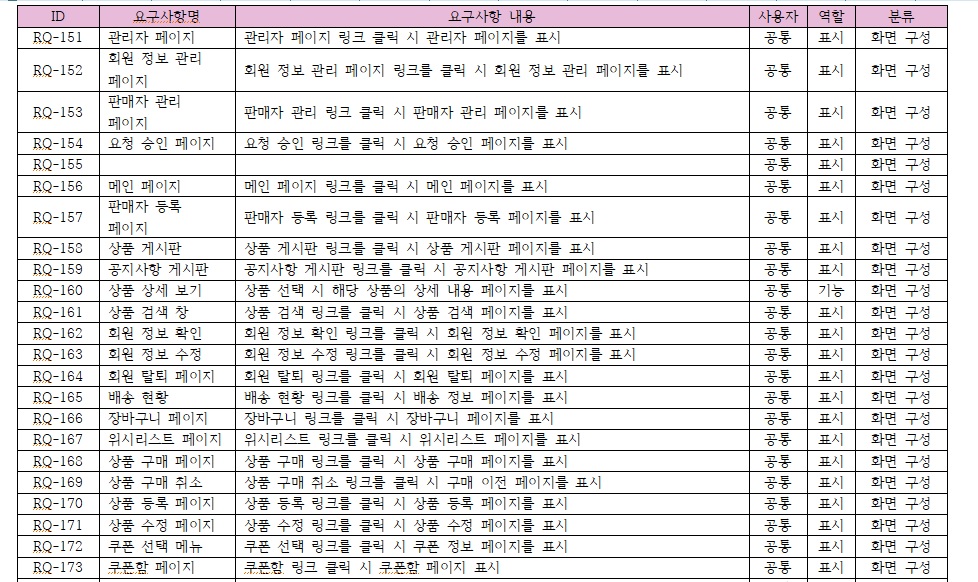 ID 요구사항명 요구사항 내용 사용자 역할 분류
RQ-151 관리자 페이지 관리자 페이지 링크 클릭 시 관리자 페이지를 표시 공통 표시 화면 구성
RQ-152 회원 정보 관리 페이지 회원 정보 관리 페이지 링크를 클릭 시 회원 정보 관리 페이지를 표시 공통 표시 화면 구성
RQ-153 판매자 관리 페이지 판매자 관리 링크 클릭 시 판매자 관리 페이지를 표시 공통 표시 화면 구성
RQ-154 요청 승인 페이지 요청 승인 링크를 클릭 시 요청 승인 페이지를 표시 공통 표시 화면 구성
RQ-155 공통 표시 화면 구성
RQ-156 메인 페이지 메인 페이지 링크를 클릭 시 메인 페이지를 표시 공통 표시 화면 구성
RQ-157 판매자 등록 페이지 판매자 등록 링크를 클릭 시 판매자 등록 페이지를 표시 공통 표시 화면 구성
RQ-158 상품 게시판 상품 게시판 링크를 클릭 시 상품 게시판 페이지를 표시 공통 표시 화면 구성
RQ-159 공지사항 게시판 공지사항 게시판 링크를 클릭 시 공지사항 게시판 페이지를 표시 공통 표시 화면 구성
RQ-160 상품 상세 보기 상품 선택 시 해당 상품의 상세 내용 페이지를 표시 공통 기능 화면 구성
RQ-161 상품 검색 창 상품 검색 링크를 클릭 시 상품 검색 페이지를 표시 공통 표시 화면 구성
RQ-162 회원 정보 확인 회원 정보 확인 링크를 클릭 시 회원 정보 확인 페이지를 표시 공통 표시 화면 구성
RQ-163 회원 정보 수정 회원 정보 수정 링크를 클릭 시 회원 정보 수정 페이지를 표시 공통 표시 화면 구성
RQ-164 회원 탈퇴 페이지 회원 탈퇴 링크를 클릭 시 회원 탈퇴 페이지를 표시 공통 표시 화면 구성
RQ-165 배송 현황 배송 현황 링크를 클릭 시 배송 정보 페이지를 표시 공통 표시 화면 구성
RQ-166 장바구니 페이지 장바구니 링크를 클릭 시 장바구니 페이지를 표시 공통 표시 화면 구성
RQ-167 위시리스트 페이지 위시리스트 링크를 클릭 시 위시리스트 페이지를 표시 공통 표시 화면 구성
RQ-168 상품 구매 페이지 상품 구매 링크를 클릭 시 상품 구매 페이지를 표시 공통 표시 화면 구성
RQ-169 상품 구매 취소 상품 구매 취소 링크를 클릭 시 구매 이전 페이지를 표시 공통 표시 화면 구성
RQ-170 상품 등록 페이지 상품 등록 링크를 클릭 시 상품 등록 페이지를 표시 공통 표시 화면 구성
RQ-171 상품 수정 페이지 상품 수정 링크를 클릭 시 상품 수정 페이지를 표시 공통 표시 화면 구성
RQ-172 쿠폰 선택 메뉴 쿠폰 선택 링크를 클릭 시 쿠폰 정보 페이지를 표시 공통 표시 화면 구성
RQ-173 쿠폰함 페이지 쿠폰함 링크 클릭 시 쿠폰함 페이지 표시 공통 표시 화면 구성